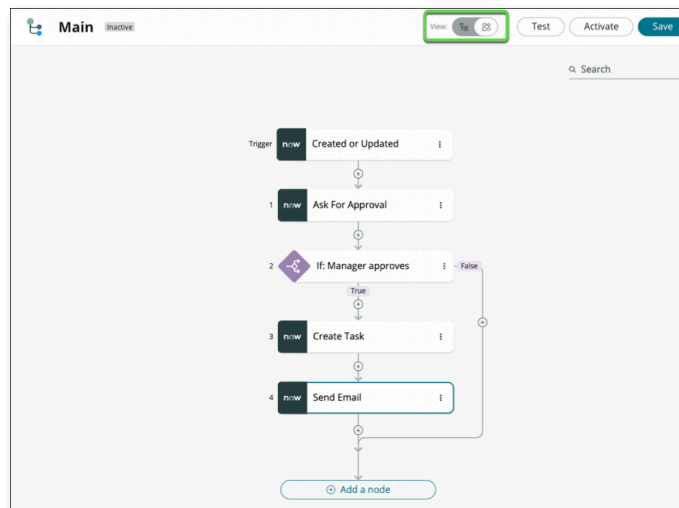 Main Inactive View: Test Activate Save
Search
Trigger now Created or Updated
1 now Ask For Approval
2 If: Manager approves False
True
3 now Create Task
4 now Send Email
Add a node